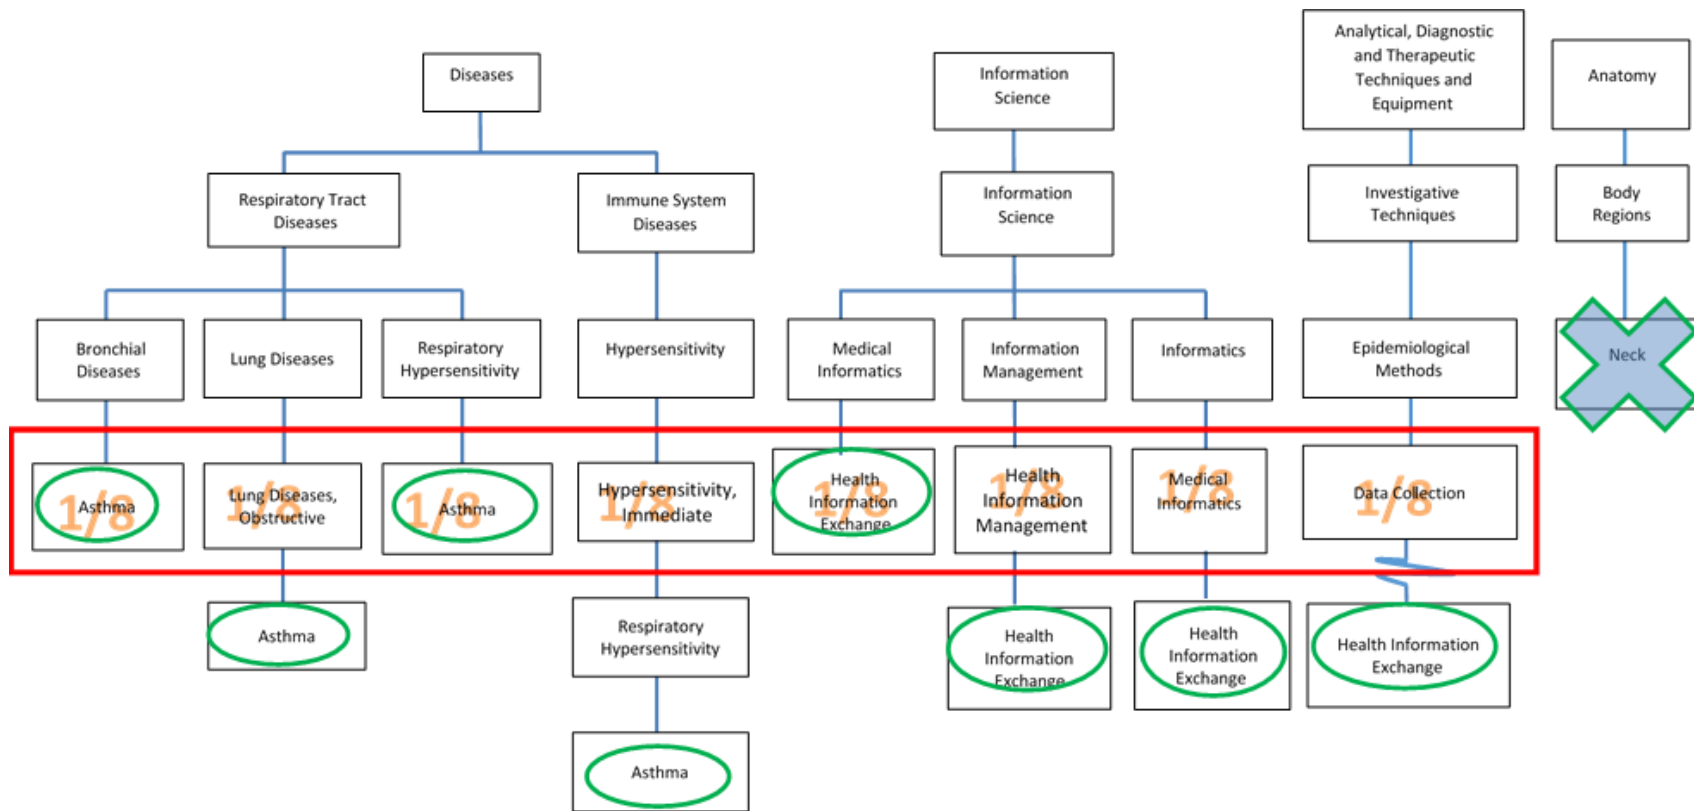 Diseases
Information
Science
Analytical, Diagnostic
and Therapeutic
Techniques and
Equipment
Anatomy
Respiratory Tract
Diseases
Immune System
Diseases
Information
Science
Investigative
Techniques
Body
Regions
Bronchial
Diseases
Lung Diseases
Respiratory
Hypersensitivity
Hypersensitivity
Medical
Informatics
Information
Management
Informatics
Epidemiological
Methods
Neck
Asthma
1/8
Lung Diseases,
Obstructive
1/8
Asthma
1/8
Hypersensitivity,
Immediate
1/8
Health
Information
Exchange
1/8
Health
Information
Management
1/8
Medical
Informatics
1/8
Data Collection
1/8
Asthma
Respiratory
Hypersensitivity
Health
Information
Exchange
Health
Information
Exchange
Health Information
Exchange
Asthma